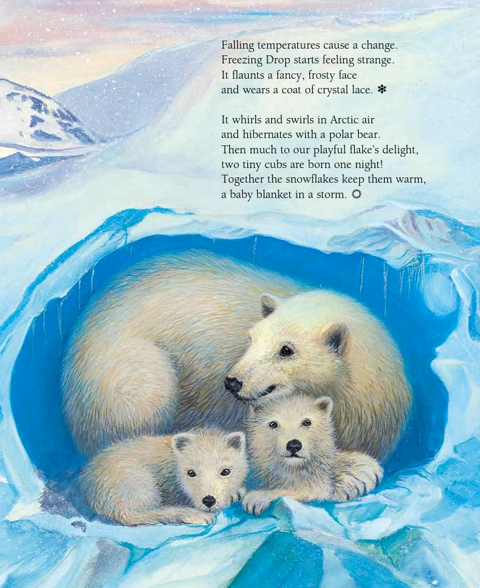 Falling temperatures cause a change.
Freezing Drop starts feeling strange.
It flaunts a fancy, frosty face
and wears a coat of crystal lace. ❄
It whirls and swirls in Arctic air
and hibernates with a polar bear.
Then much to our playful flake's delight,
two tiny cubs are born one night!
Together the snowflakes keep them warm,
a baby blanket in a storm.